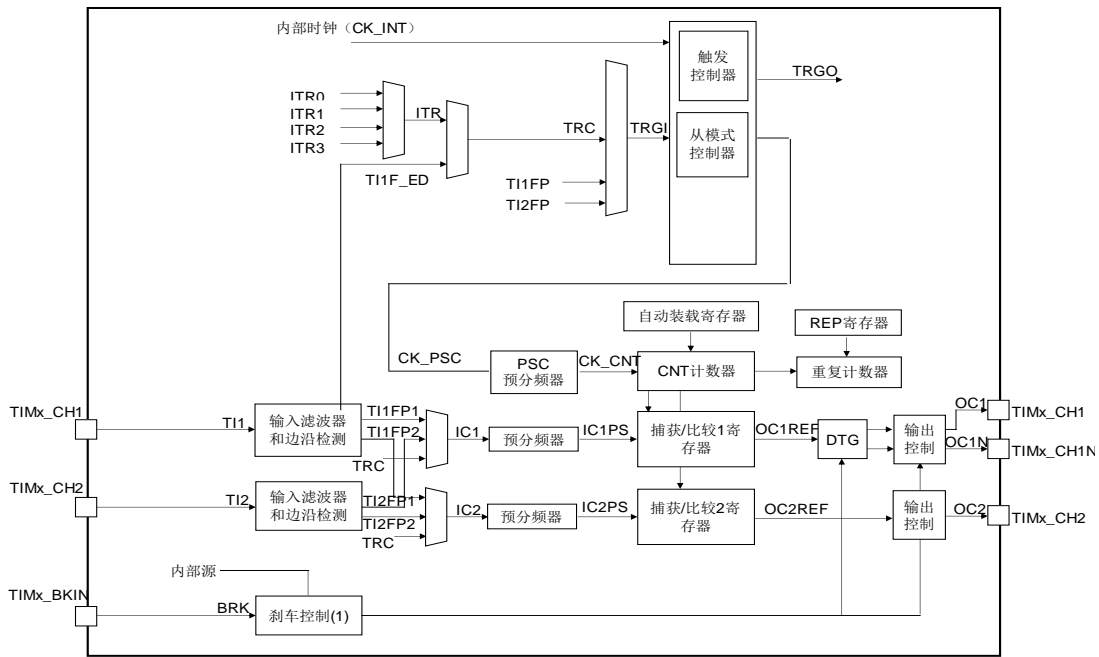 内部时钟（CK_INT）
触发
控制器
TRGO
ITR0
ITR1
ITR2
ITR3
ITR
TRC
TRGI
从模式
控制器
TI1F_ED
TI1FP
TI2FP
自动装载寄存器
REP寄存器
CK_PSC
PSC
预分频器
CK_CNT
CNT计数器
重复计数器
TIMx_CH1
TI1
输入滤波器
和边沿检测
TI1FP1
TI1FP2
TRC
IC1
预分频器
IC1PS
捕获/比较1寄
存器
OC1REF
DTG
输出
控制
OC1
OC1N
TIMx_CH1
TIMx_CH1N
TIMx_CH2
TI2
输入滤波器
和边沿检测
TI2FP1
TI2FP2
TRC
IC2
预分频器
IC2PS
捕获/比较2寄
存器
OC2REF
输出
控制
OC2
TIMx_CH2
内部源
TIMx_BKIN
BRK
刹车控制(1)